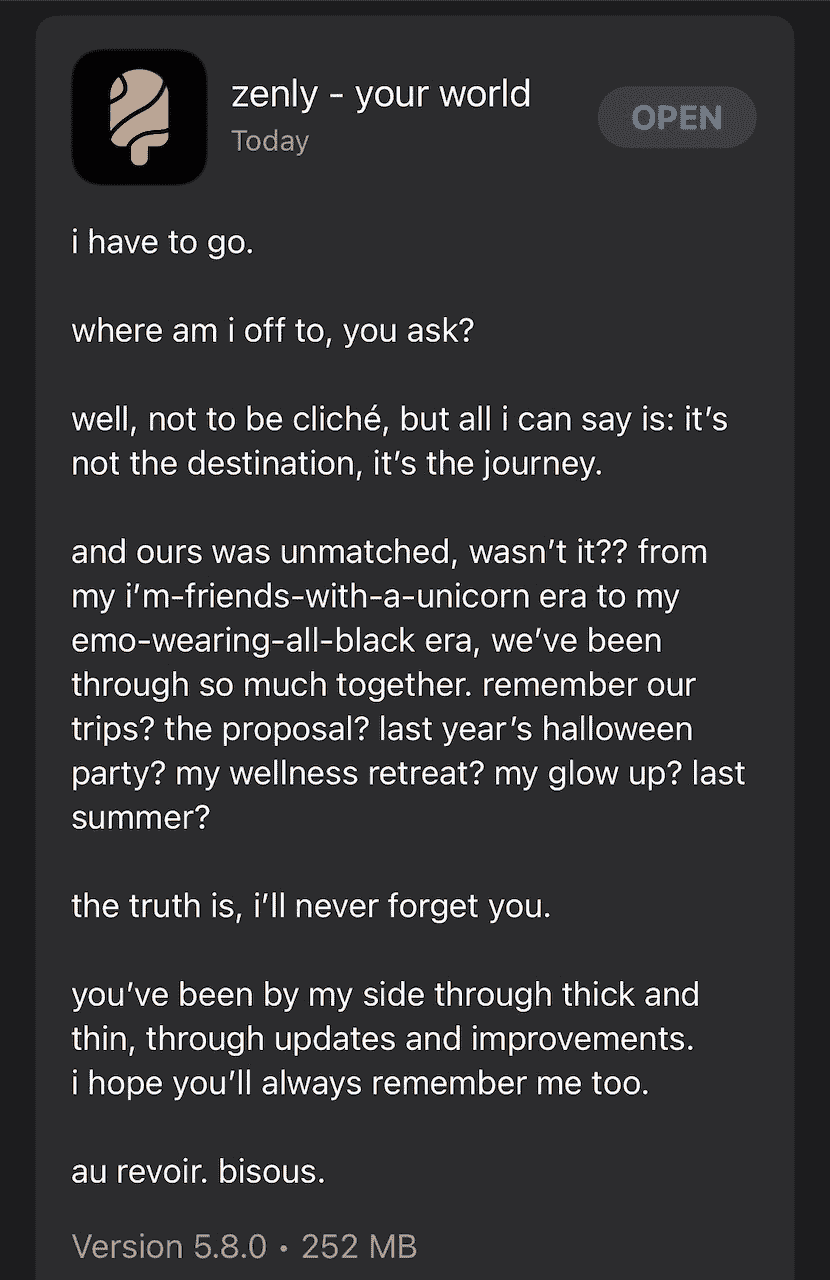 zenly - your world
Today
OPEN
i have to go.
where am i off to, you ask?
well, not to be cliché, but all i can say is: it’s
not the destination, it’s the journey.
and ours was unmatched, wasn’t it?? from
my i’m-friends-with-a-unicorn era to my
emo-wearing-all-black era, we’ve been
through so much together. remember our
trips? the proposal? last year’s halloween
party? my wellness retreat? my glow up? last
summer?
the truth is, i’ll never forget you.
you’ve been by my side through thick and
thin, through updates and improvements.
i hope you’ll always remember me too.
au revoir. bisous.
Version 5.8.0 • 252 MB